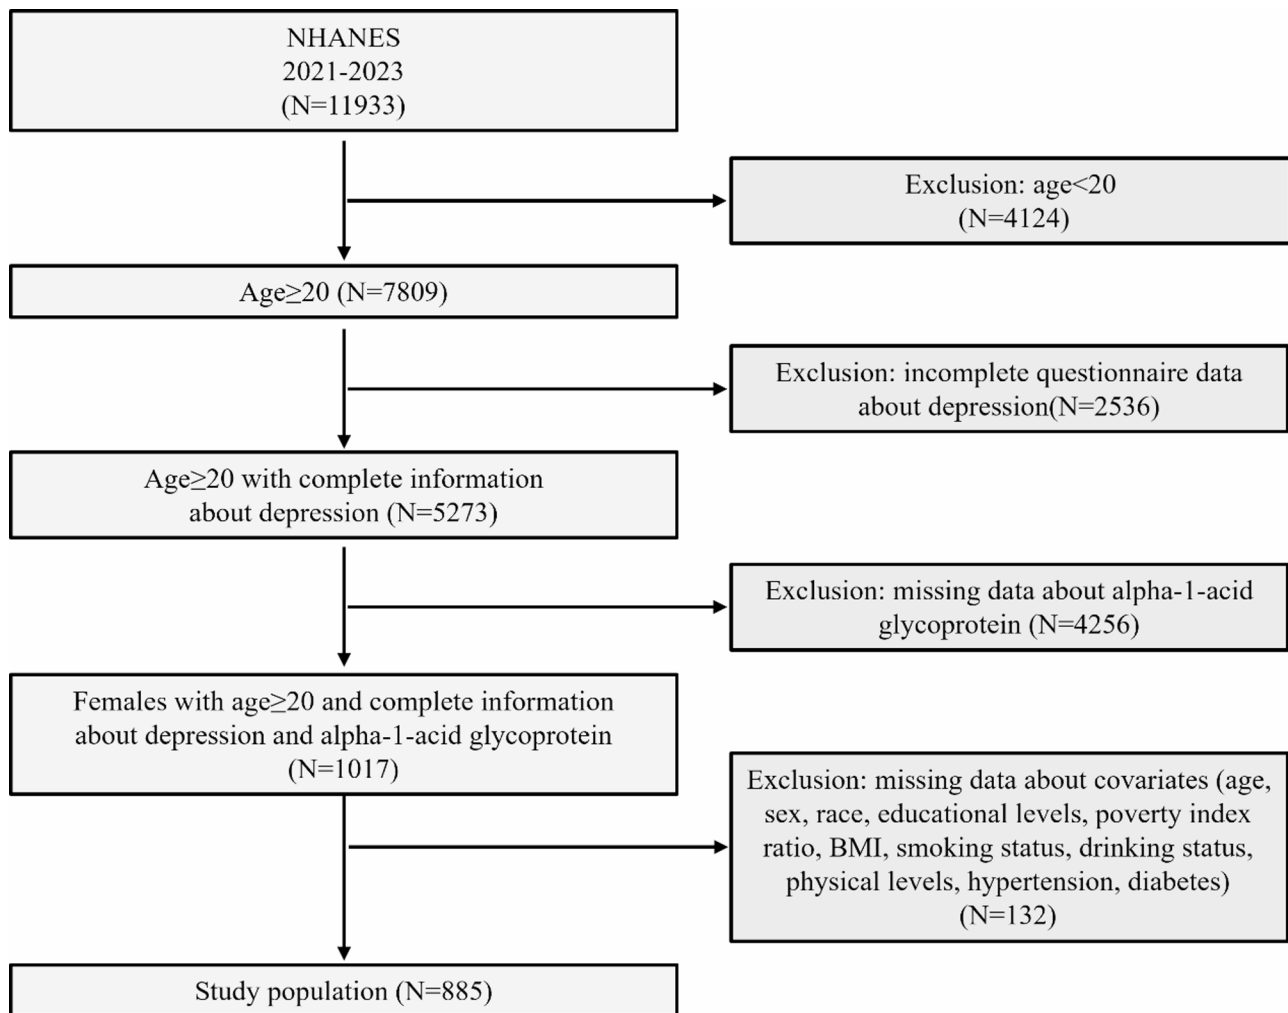 NHANES
2021-2023
(N=11933)
Exclusion: age<20
(N=4124)
Age≥20 (N=7809)
Exclusion: incomplete questionnaire data
about depression(N=2536)
Age≥20 with complete information
about depression (N=5273)
Exclusion: missing data about alpha-1-acid
glycoprotein (N=4256)
Females with age≥20 and complete information
about depression and alpha-1-acid glycoprotein
(N=1017)
Exclusion: missing data about covariates (age,
sex, race, educational levels, poverty index
ratio, BMI, smoking status, drinking status,
physical levels, hypertension, diabetes)
(N=132)
Study population (N=885)